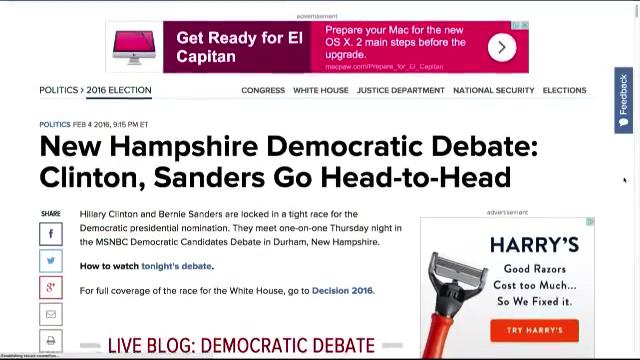 advertisement
Get Ready for El
Capitan
Prepare your Mac for the new
OS X. 2 main steps before the
upgrade.
macpaw.com/Prepare_for_El_Capitan
POLITICS > 2016 ELECTION
CONGRESS WHITE HOUSE JUSTICE DEPARTMENT NATIONAL SECURITY ELECTIONS
Feedback
POLITICS FEB 4 2016, 9:15 PM ET
New Hampshire Democratic Debate:
Clinton, Sanders Go Head-to-Head
SHARE
Hillary Clinton and Bernie Sanders are locked in a tight race for the
Democratic presidential nomination. They meet one-on-one Thursday night in
the MSNBC Democratic Candidates Debate in Durham, New Hampshire.
How to watch tonight's debate.
For full coverage of the race for the White House, go to Decision 2016.
LIVE BLOG: DEMOCRATIC DEBATE
advertisement
HARRY'S
Good Razors
Cost too Much...
So We Fixed it.
TRY HARRY'S